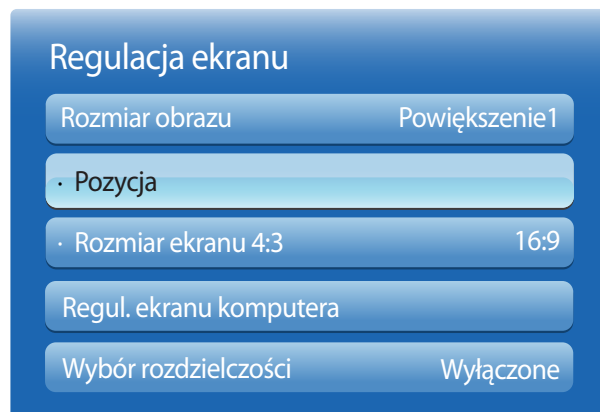 Regulacja ekranu
Rozmiar obrazu Powiększenie1
· Pozycja
· Rozmiar ekranu 4:3 16:9
Regul. ekranu komputera
Wybór rozdzielczości Wyłączone